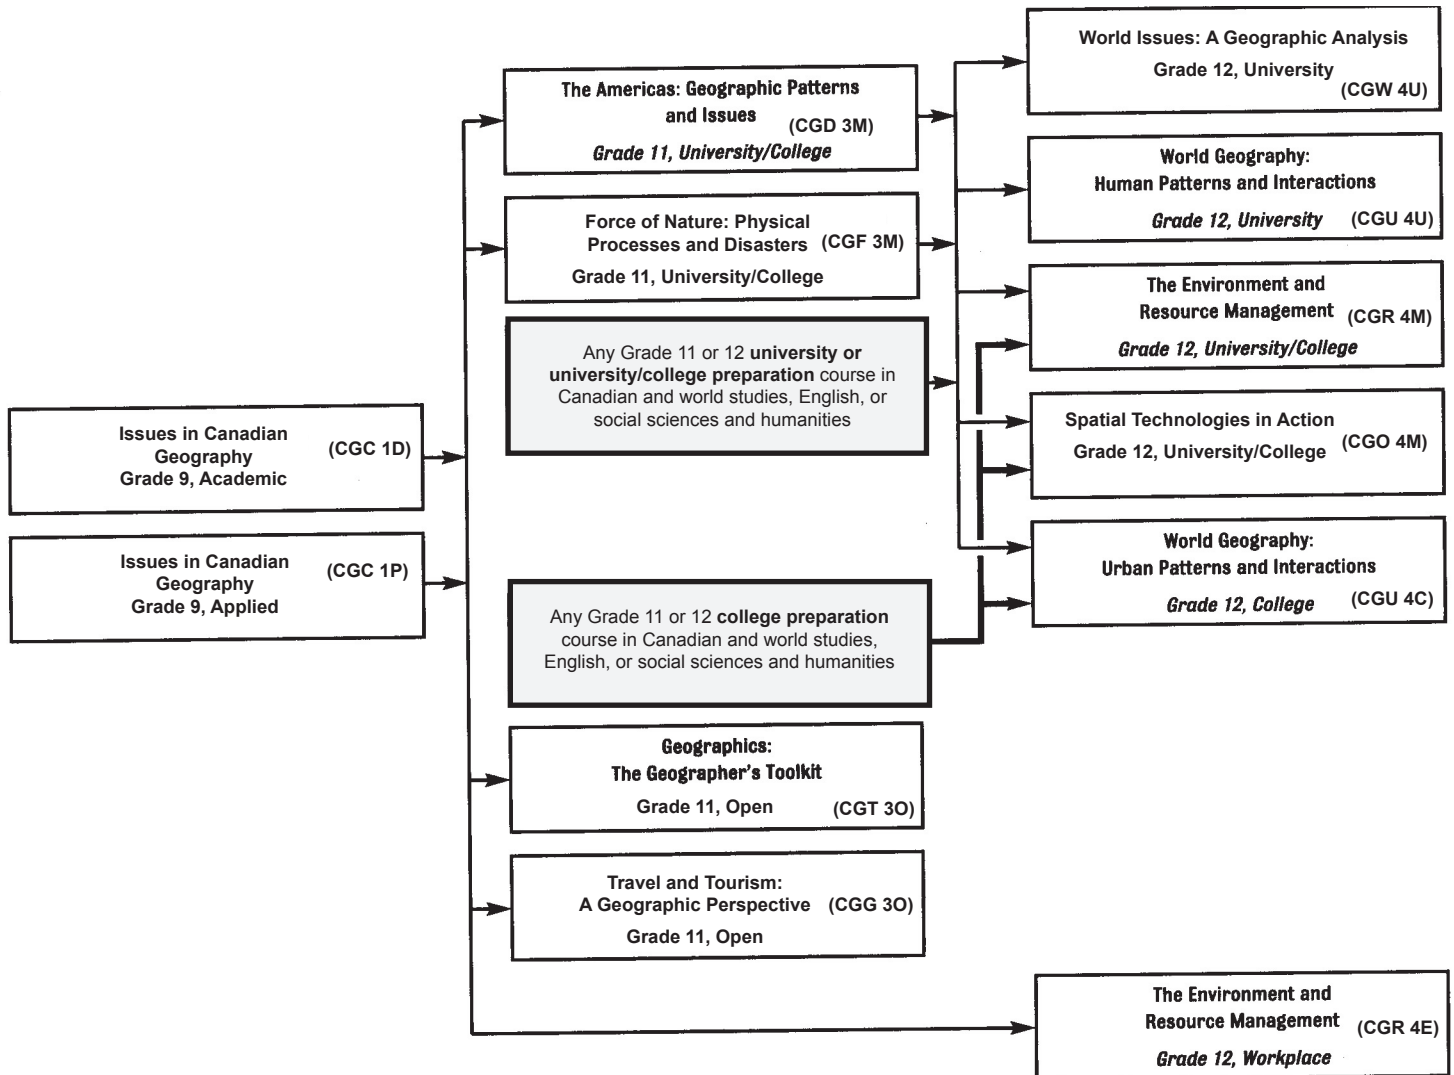 Issues in Canadian
Geography
(CGC 1D)
Grade 9, Academic
Issues in Canadian
Geography
(CGC 1P)
Grade 9, Applied
The Americas: Geographic Patterns
and Issues (CGD 3M)
Grade 11, University/College
Force of Nature: Physical
Processes and Disasters (CGF 3M)
Grade 11, University/College
Any Grade 11 or 12 university or
university/college preparation course in
Canadian and world studies, English, or
social sciences and humanities
Any Grade 11 or 12 college preparation
course in Canadian and world studies,
English, or social sciences and humanities
Geographics:
The Geographer's Toolkit
Grade 11, Open (CGT 3O)
Travel and Tourism:
A Geographic Perspective (CGG 3O)
Grade 11, Open
World Issues: A Geographic Analysis
Grade 12, University
(CGW 4U)
World Geography:
Human Patterns and Interactions
Grade 12, University (CGU 4U)
The Environment and
Resource Management (CGR 4M)
Grade 12, University/College
Spatial Technologies in Action
Grade 12, University/College (CGO 4M)
World Geography:
Urban Patterns and Interactions
Grade 12, College (CGU 4C)
The Environment and
Resource Management (CGR 4E)
Grade 12, Workplace